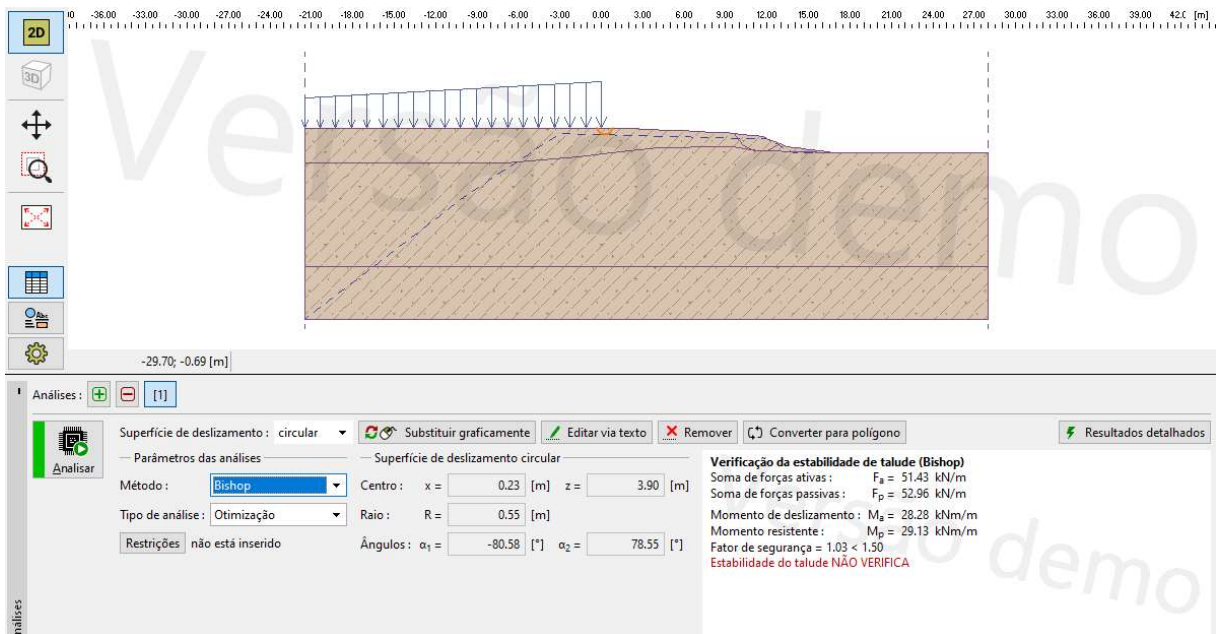 -36.00 -33.00 -30.00 -27.00 -24.00 -21.00 -18.00 -15.00 -12.00 -9.00 -6.00 -3.00 0.00 3.00 6.00 9.00 12.00 15.00 18.00 21.00 24.00 27.00 30.00 33.00 36.00 39.00 [m]
2D
3D
Versão demo
-29.70; -0.69 [m]
Análises : [1]
Analisar
Superfície de deslizamento : circular Substituir graficamente Editar via texto Remover Converter para polígono Resultados detalhados
Parâmetros das análises Superfície de deslizamento circular
Método : Bishop Centro : x = 0.23 [m] z = 3.90 [m]
Tipo de análise : Otimização Raio : R = 0.55 [m]
Restrições não está inserido Ângulos : α1 = -80.58 [°] α2 = 78.55 [°]
Verificação da estabilidade de talude (Bishop)
Soma de forças ativas : Fa = 51.43 kN/m
Soma de forças passivas : Fp = 52.96 kN/m
Momento de deslizamento : Ma = 28.28 kNm/m
Momento resistente : Mp = 29.13 kNm/m
Fator de segurança = 1.03 < 1.50
Estabilidade do talude NÃO VERIFICA
Versão demo